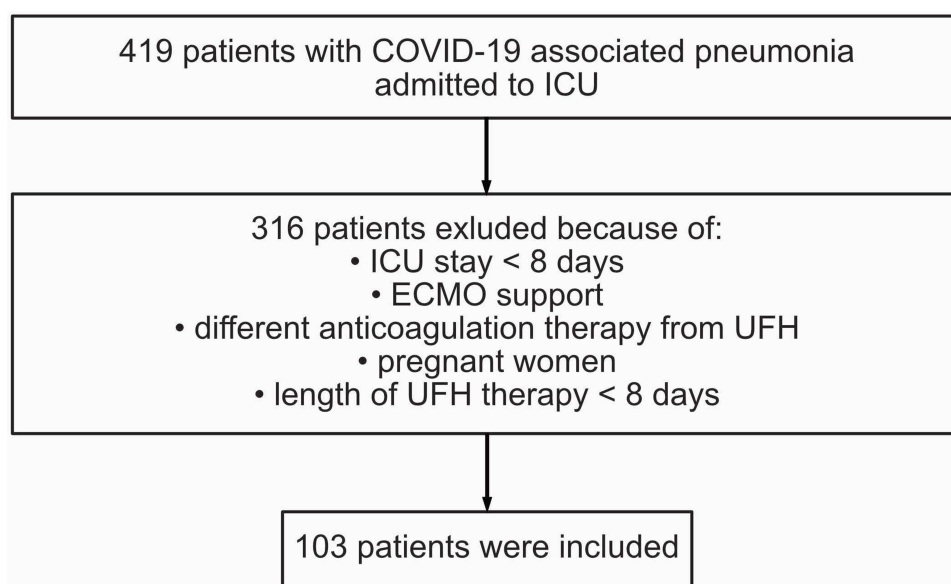 419 patients with COVID-19 associated pneumonia
admitted to ICU
316 patients exluded because of:
• ICU stay < 8 days
• ECMO support
• different anticoagulation therapy from UFH
• pregnant women
• length of UFH therapy < 8 days
103 patients were included